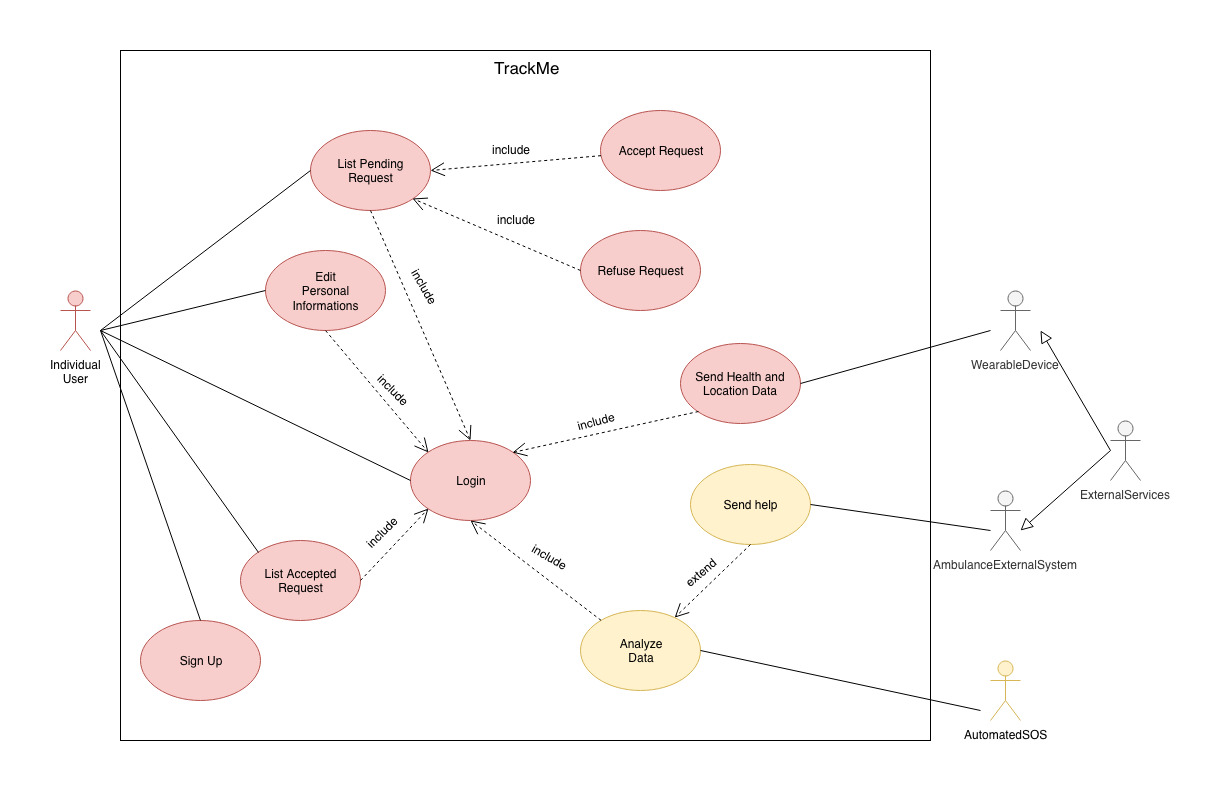 TrackMe
List Pending
Request
include
Accept Request
include
Refuse Request
Edit
Personal
Informations
include
Individual
User
WearableDevice
Send Health and
Location Data
include
include
Login
Send help
ExternalServices
include
include
AmbulanceExternalSystem
extend
List Accepted
Request
Analyze
Data
Sign Up
AutomatedSOS